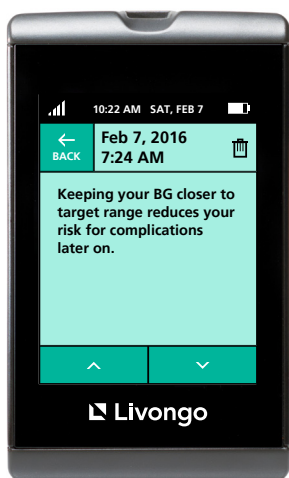 10:22 AM SAT, FEB 7
BACK
Feb 7, 2016
7:24 AM
Keeping your BG closer to
target range reduces your
risk for complications
later on.
Livongo